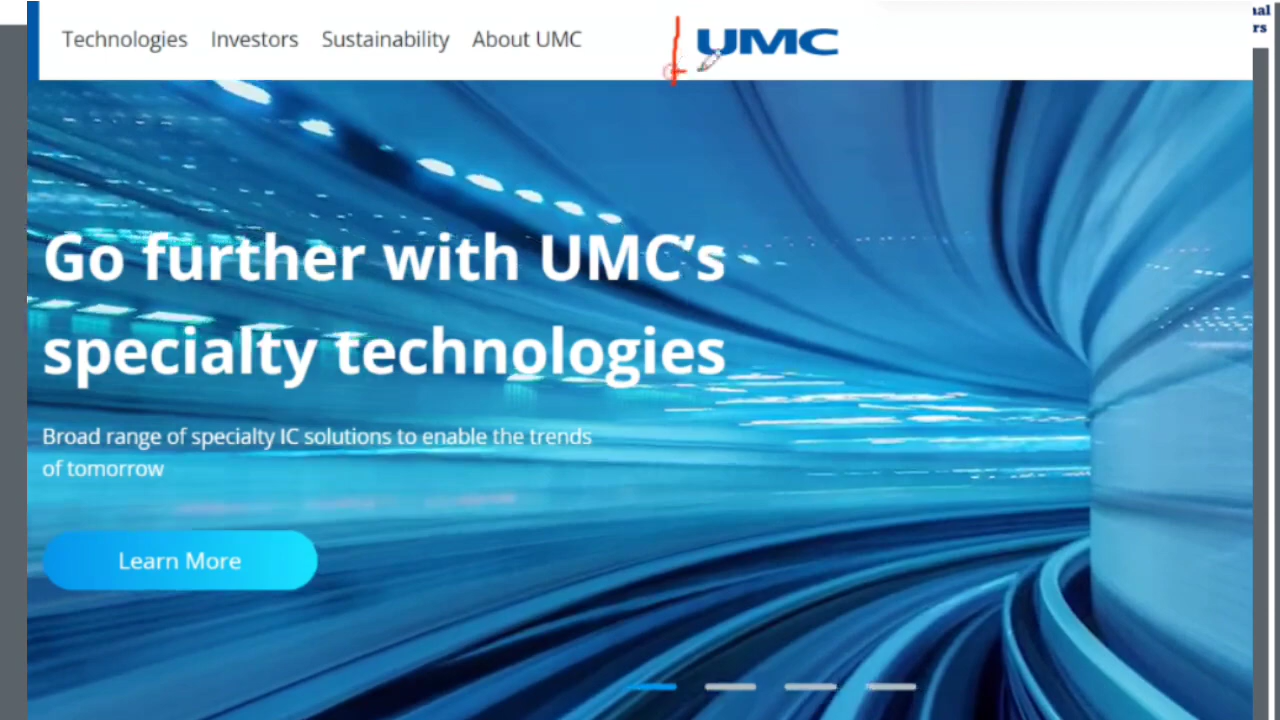 Technologies Investors Sustainability About UMC
UMC
Go further with UMC's
specialty technologies
Broad range of specialty IC solutions to enable the trends
of tomorrow
Learn More